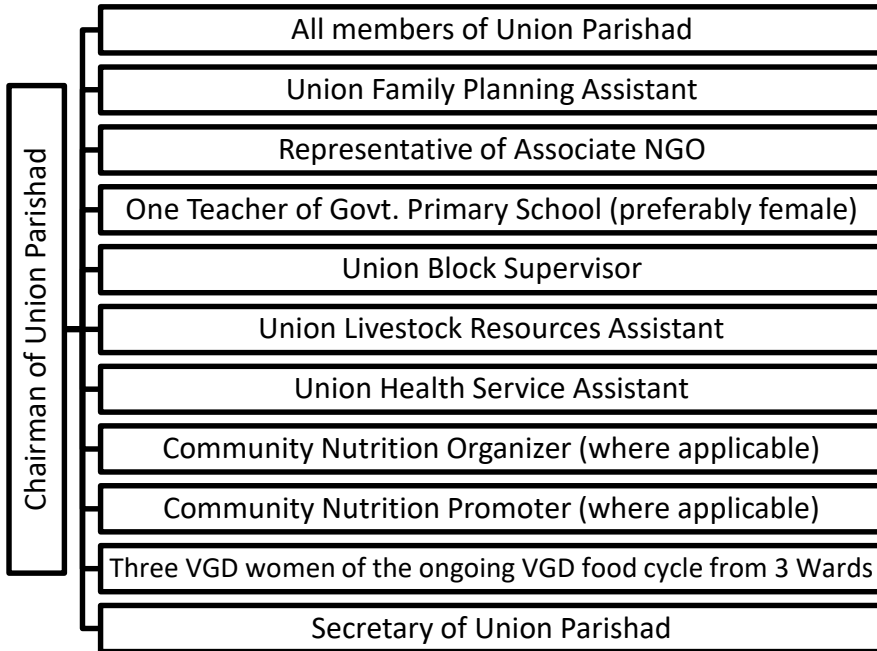 Chairman of Union Parishad
All members of Union Parishad
Union Family Planning Assistant
Representative of Associate NGO
One Teacher of Govt. Primary School (preferably female)
Union Block Supervisor
Union Livestock Resources Assistant
Union Health Service Assistant
Community Nutrition Organizer (where applicable)
Community Nutrition Promoter (where applicable)
Three VGD women of the ongoing VGD food cycle from 3 Wards
Secretary of Union Parishad